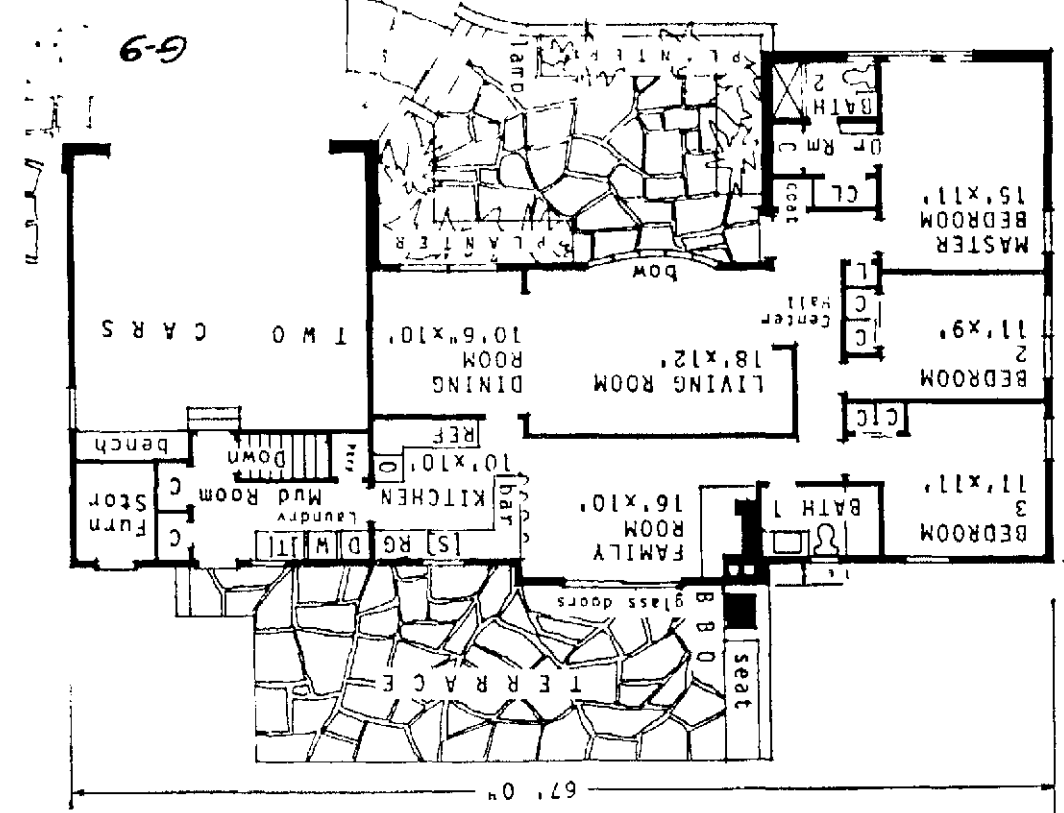 67' 0"
TERRACE
seat
BBQ
glass doors
BEDROOM
3
11'x11'
BATH 1
FAMILY
ROOM
16'x10'
bar
KITCHEN
10'x10'
S
RG
D
W
T
REF
O
Laundry
Mud Room
Down
C
C
Furn
Stor
bench
BEDROOM
2
11'x9'
CLC
C
C
L
Center
Hall
LIVING ROOM
18'x12'
DINING
ROOM
10'6"x10'
TWO CARS
MASTER
BEDROOM
15'x11'
CL
coat
Dr Rm
C
BATH
2
bow
PLANTER
PLANTER
G-9